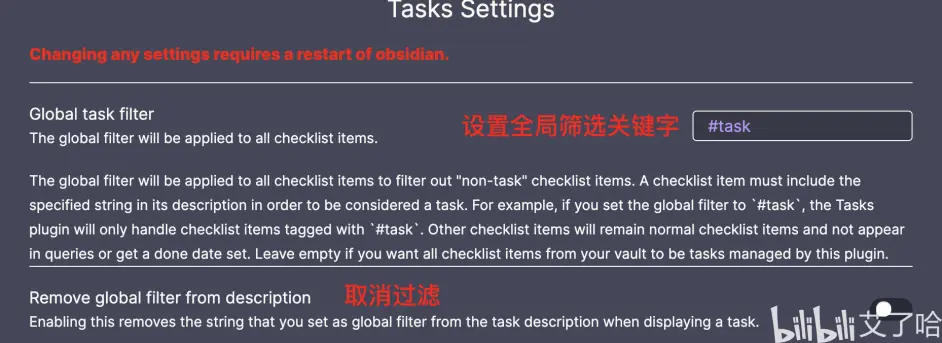 Tasks Settings
Changing any settings requires a restart of obsidian.
Global task filter
The global filter will be applied to all checklist items.
设置全局筛选关键字
#task
The global filter will be applied to all checklist items to filter out "non-task" checklist items. A checklist item must include the
specified string in its description in order to be considered a task. For example, if you set the global filter to `#task`, the Tasks
plugin will only handle checklist items tagged with `#task`. Other checklist items will remain normal checklist items and not appear
in queries or get a done date set. Leave empty if you want all checklist items from your vault to be tasks managed by this plugin.
Remove global filter from description
取消过滤
Enabling this removes the string that you set as global filter from the task description when displaying a task.
bilibili 艾了哈